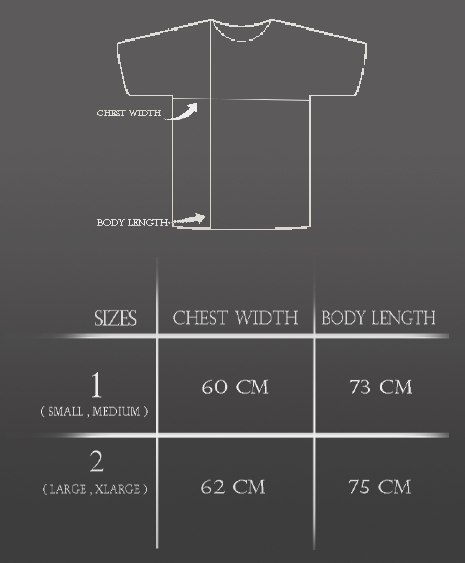 CHEST WIDTH
BODY LENGTH
SIZES CHEST WIDTH BODY LENGTH
1 60 CM 73 CM
( SMALL , MEDIUM )
2
62 CM 75 CM
( LARGE , XLARGE )